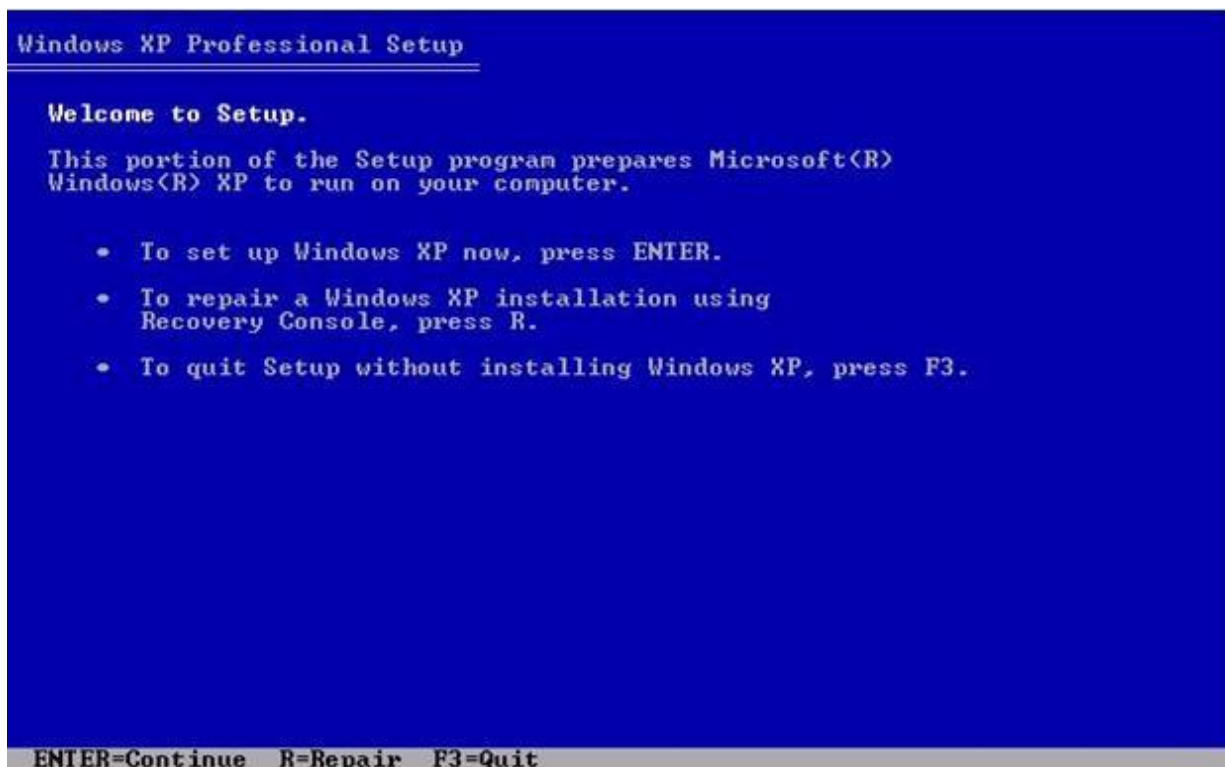 Windows XP Professional Setup
Welcome to Setup.
This portion of the Setup program prepares Microsoft(R)
Windows(R) XP to run on your computer.
• To set up Windows XP now, press ENTER.
• To repair a Windows XP installation using
Recovery Console, press R.
• To quit Setup without installing Windows XP, press F3.
ENTER=Continue R=Repair F3=Quit